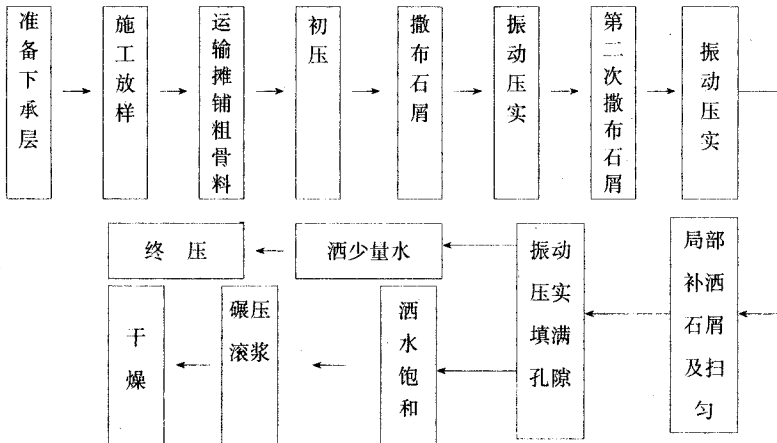 准备下承层
施工放样
运输摊铺粗骨料
初压
撒布石屑
振动压实
第二次撒布石屑
振动压实
局部
补洒
石屑
及扫
匀
振动
压实
填满
孔隙
洒少量水
终压
洒水饱和
碾压
滚浆
干燥